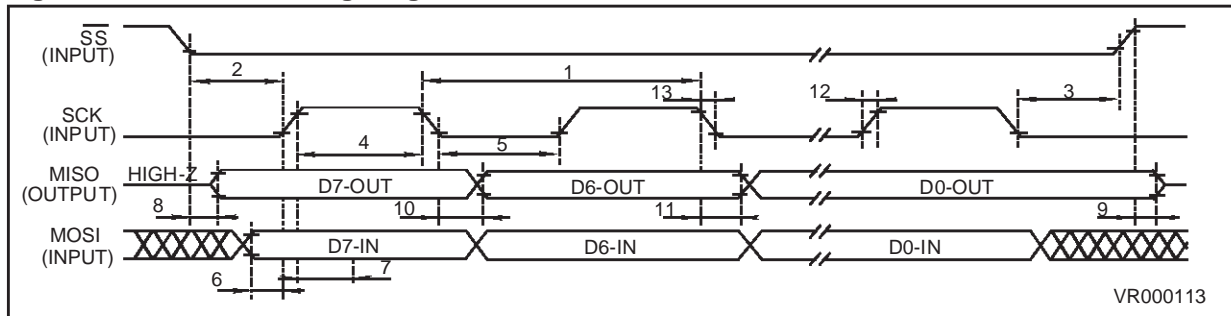 SS
(INPUT)
2
1
13
12
3
SCK
(INPUT)
4
5
MISO
(OUTPUT)
HIGH-Z
D7-OUT
D6-OUT
D0-OUT
8
10
11
9
MOSI
(INPUT)
D7-IN
D6-IN
D0-IN
6
7
VR000113